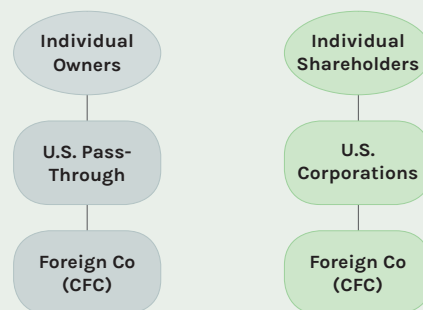 Individual
Owners
U.S. Pass-
Through
Foreign Co
(CFC)
Individual
Shareholders
U.S.
Corporations
Foreign Co
(CFC)